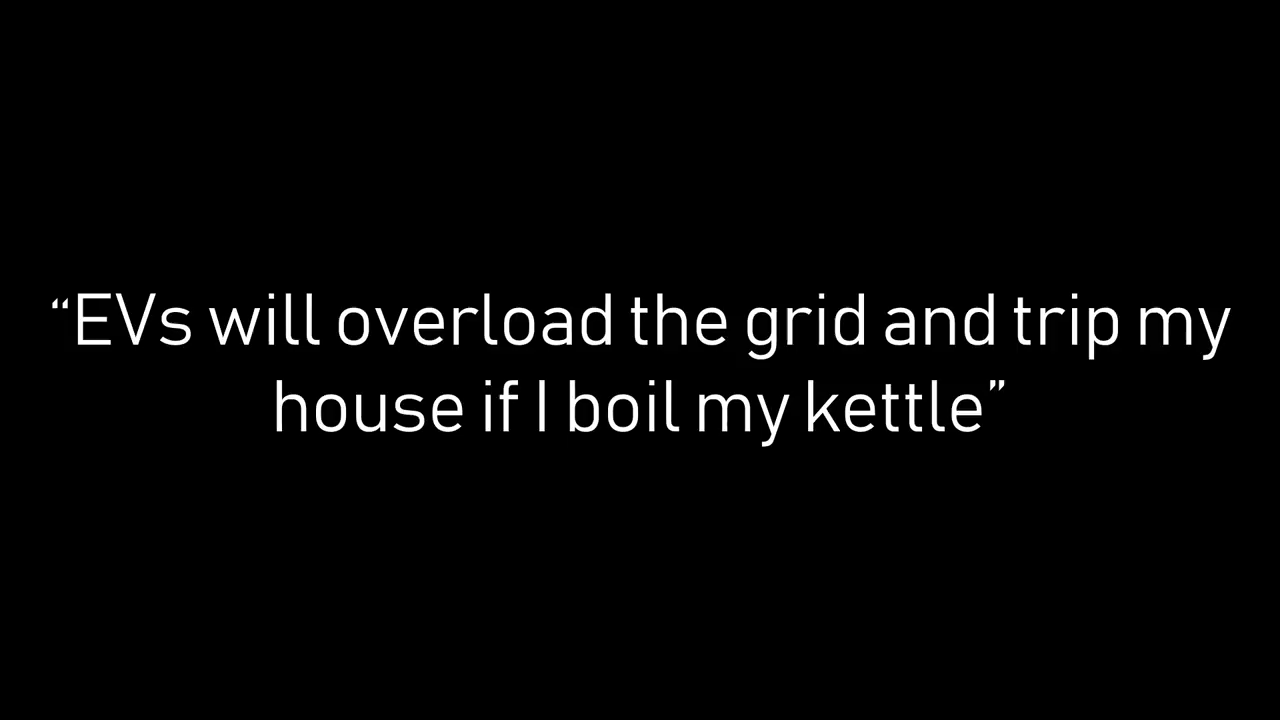 “EVs will overload the grid and trip my
house if I boil my kettle”